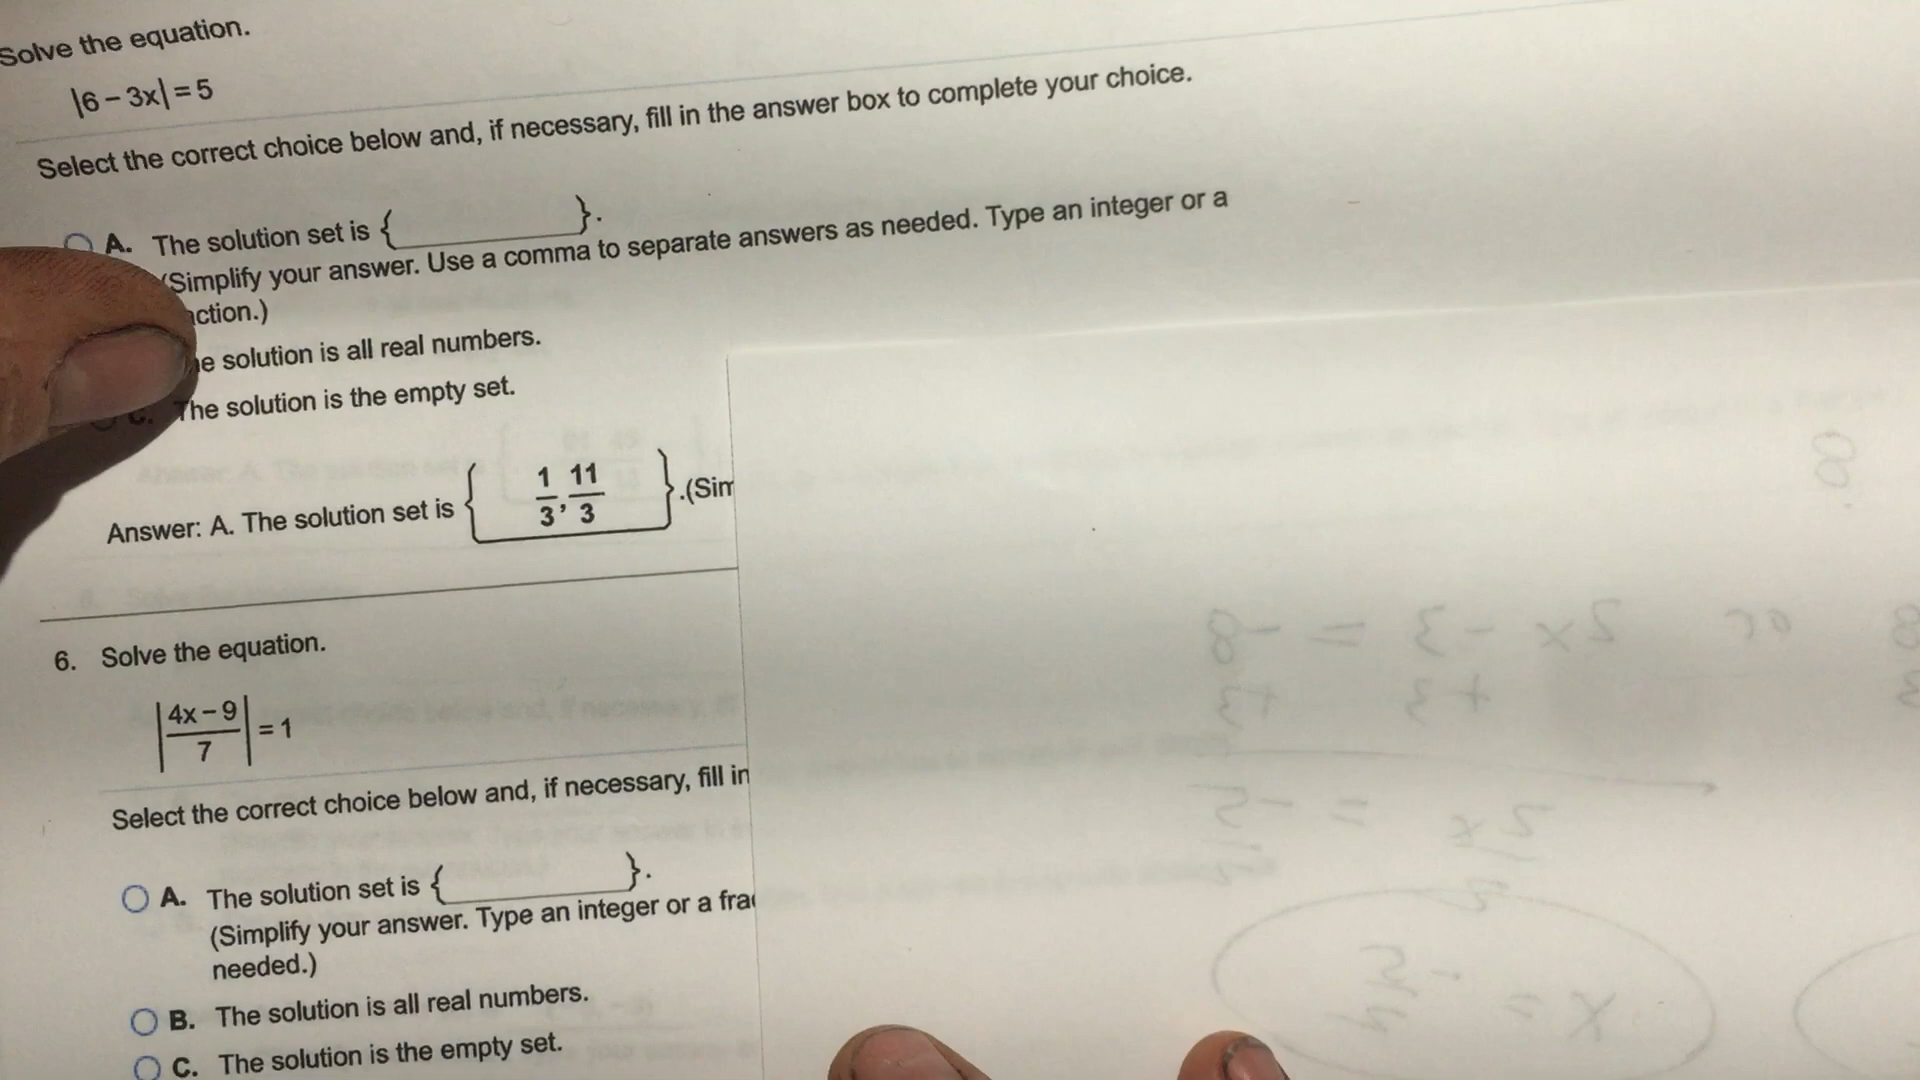 Solve the equation.
|6 – 3x| = 5
Select the correct choice below and, if necessary, fill in the answer box to complete your choice.
A. The solution set is { }.
(Simplify your answer. Use a comma to separate answers as needed. Type an integer or a
ction.)
e solution is all real numbers.
C. The solution is the empty set.
Answer: A. The solution set is { 1/3, 11/3 }.(Sim
6. Solve the equation.
|4x – 9 / 7| = 1
Select the correct choice below and, if necessary, fill in
A. The solution set is { }.
(Simplify your answer. Type an integer or a frac
needed.)
B. The solution is all real numbers.
C. The solution is the empty set.